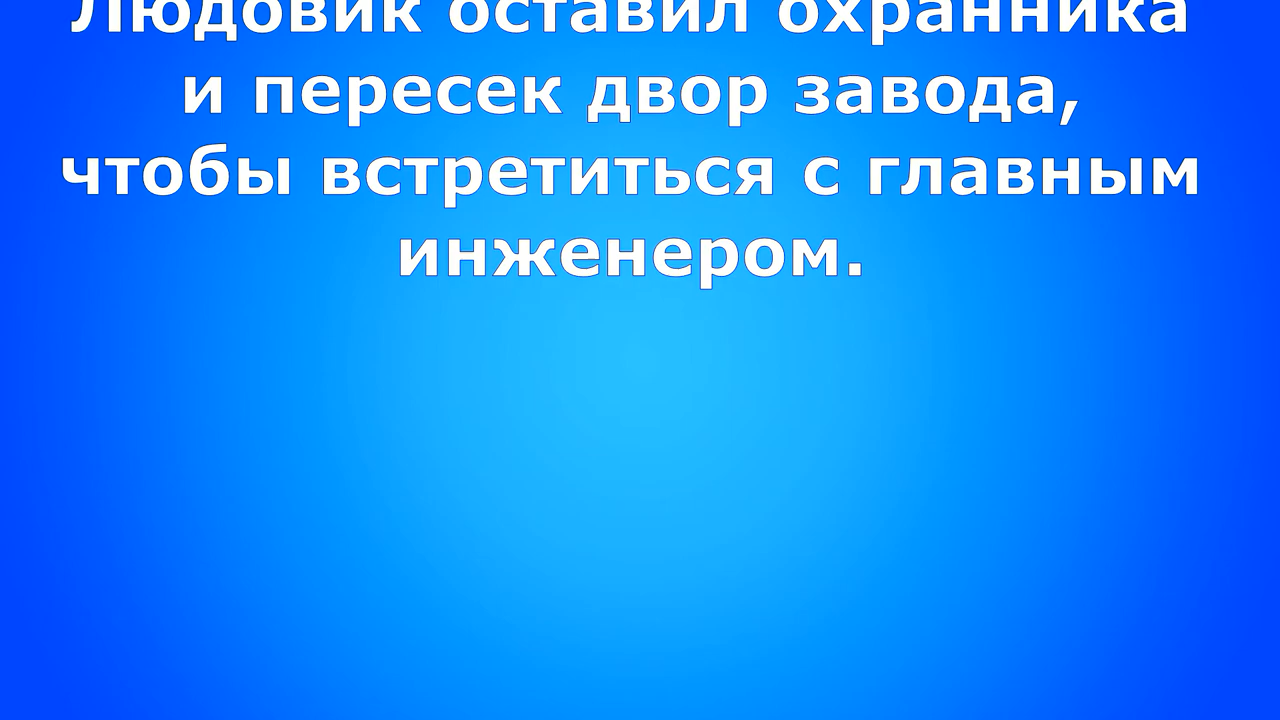 Людовик оставил охранника
и пересек двор завода,
чтобы встретиться с главным
инженером.